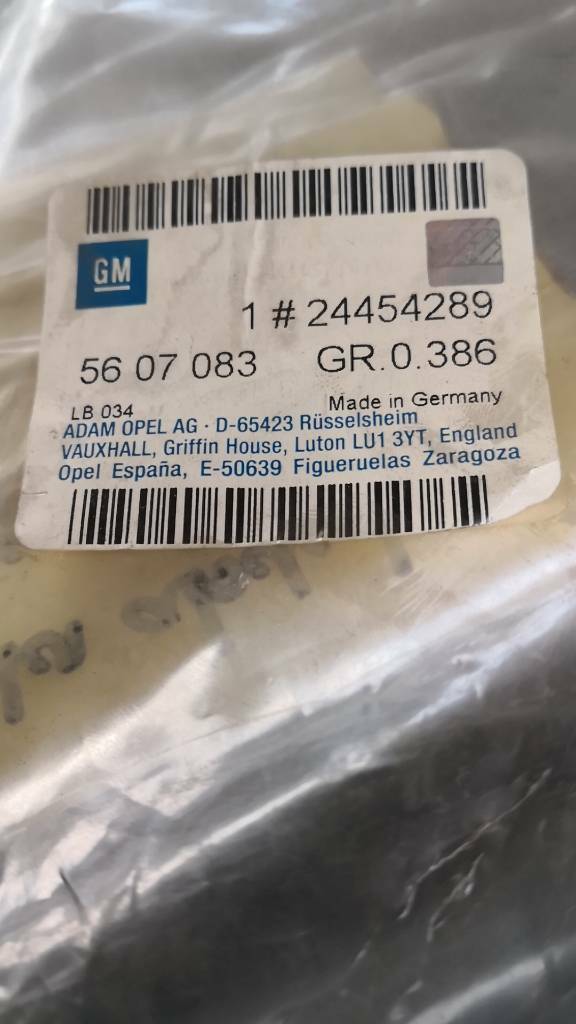 GM
1 # 24454289
56 07 083 GR.0.386
LB 034 Made in Germany
ADAM OPEL AG · D-65423 Rüsselsheim
VAUXHALL, Griffin House, Luton LU1 3YT, England
Opel España, E-50639 Figueruelas Zaragoza